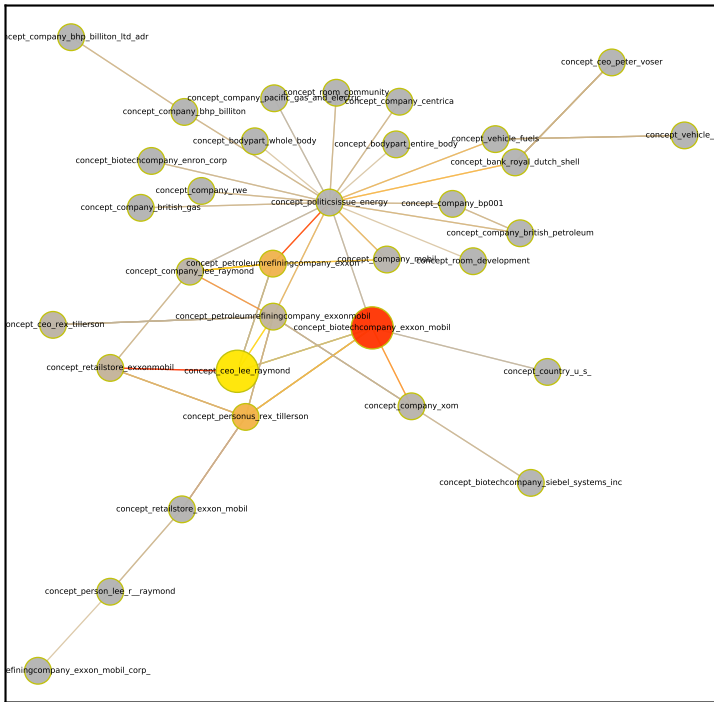 cept_company_bhp_billiton_ltd_adr
concept_ceo_peter_voser
concept_room_community
concept_company_pacific_gas_and_electric
concept_company_centrica
concept_company_bhp_billiton
concept_vehicle_fuels
concept_vehicle_
concept_bodypart_whole_body
concept_bodypart_entire_body
concept_biotechcompany_enron_corp
concept_bank_royal_dutch_shell
concept_company_rwe
concept_politicsissue_energy
concept_company_bp001
concept_company_british_gas
concept_company_british_petroleum
concept_company_mobil
concept_room_development
concept_petroleumrefiningcompany_exxon
concept_company_lee_raymond
concept_petroleumrefiningcompany_exxonmobil
oncept_ceo_rex_tillerson
concept_biotechcompany_exxon_mobil
concept_retailstore_exxonmobil
concept_ceo_lee_raymond
concept_country_u_s_
concept_company_xom
concept_personus_rex_tillerson
concept_biotechcompany_siebel_systems_inc
concept_retailstore_exxon_mobil
concept_person_lee_r__raymond
efiningcompany_exxon_mobil_corp_